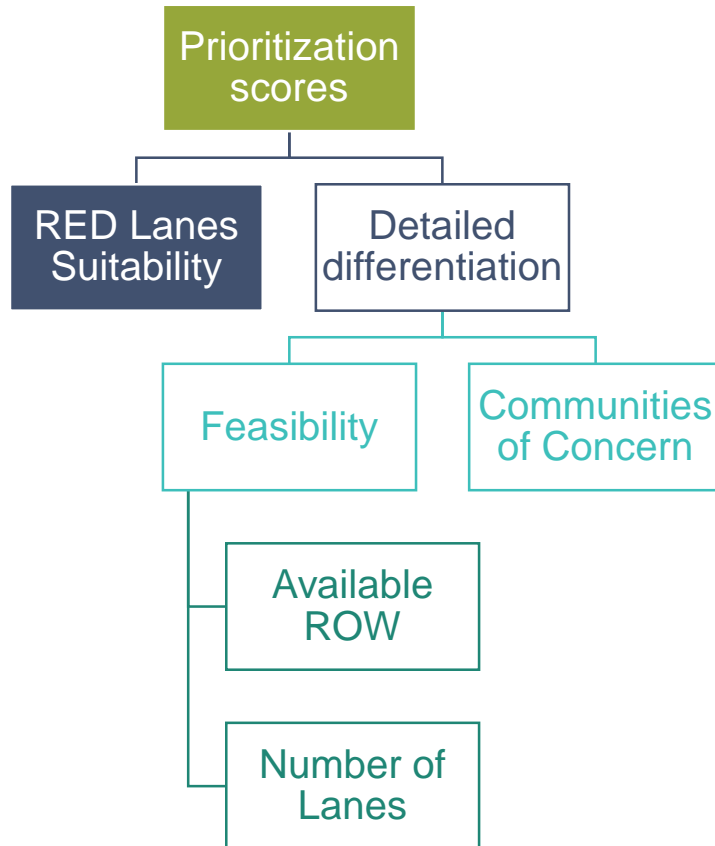 Prioritization
scores
RED Lanes
Suitability
Detailed
differentiation
Feasibility
Communities
of Concern
Available
ROW
Number of
Lanes